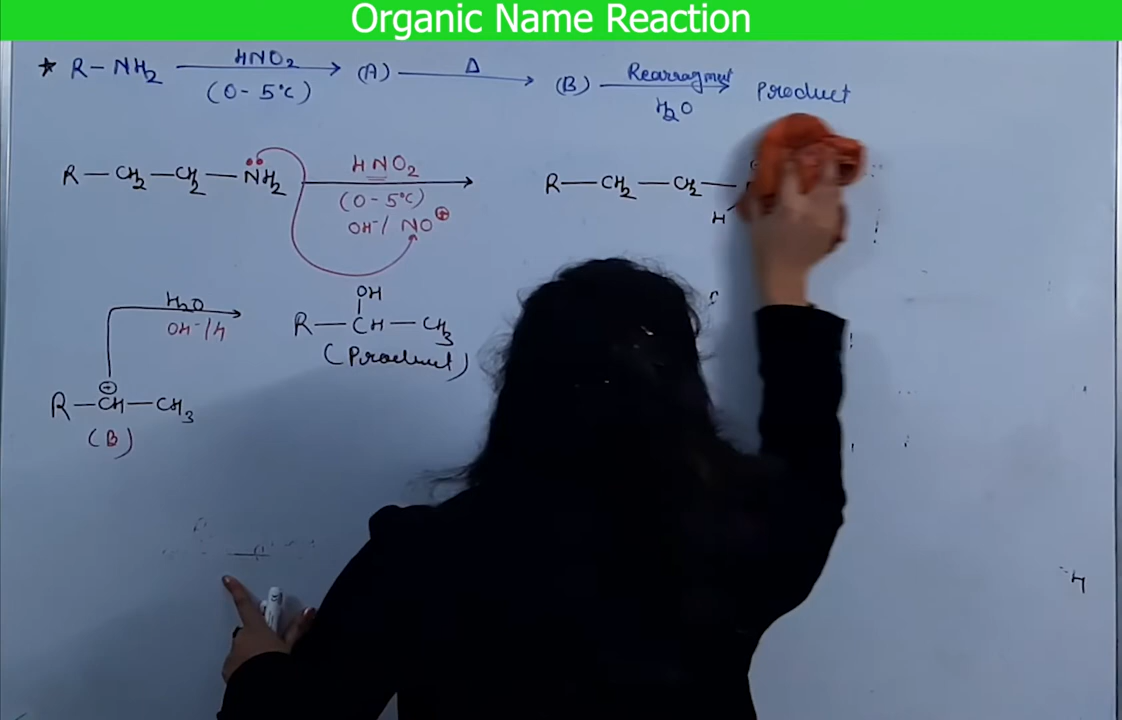 Organic Name Reaction
★ R-NH2 HNO2 (0-5°C) (A) Δ (B) Rearragmut H2O Product
R-CH2-CH2-NH2 HNO2 (0-5°C) OH-/NO⊕ R-CH2-CH2-
H
H2O OH-/H
OH
R-CH-CH3
(Product)
⊕
R-CH-CH3
(B)
H